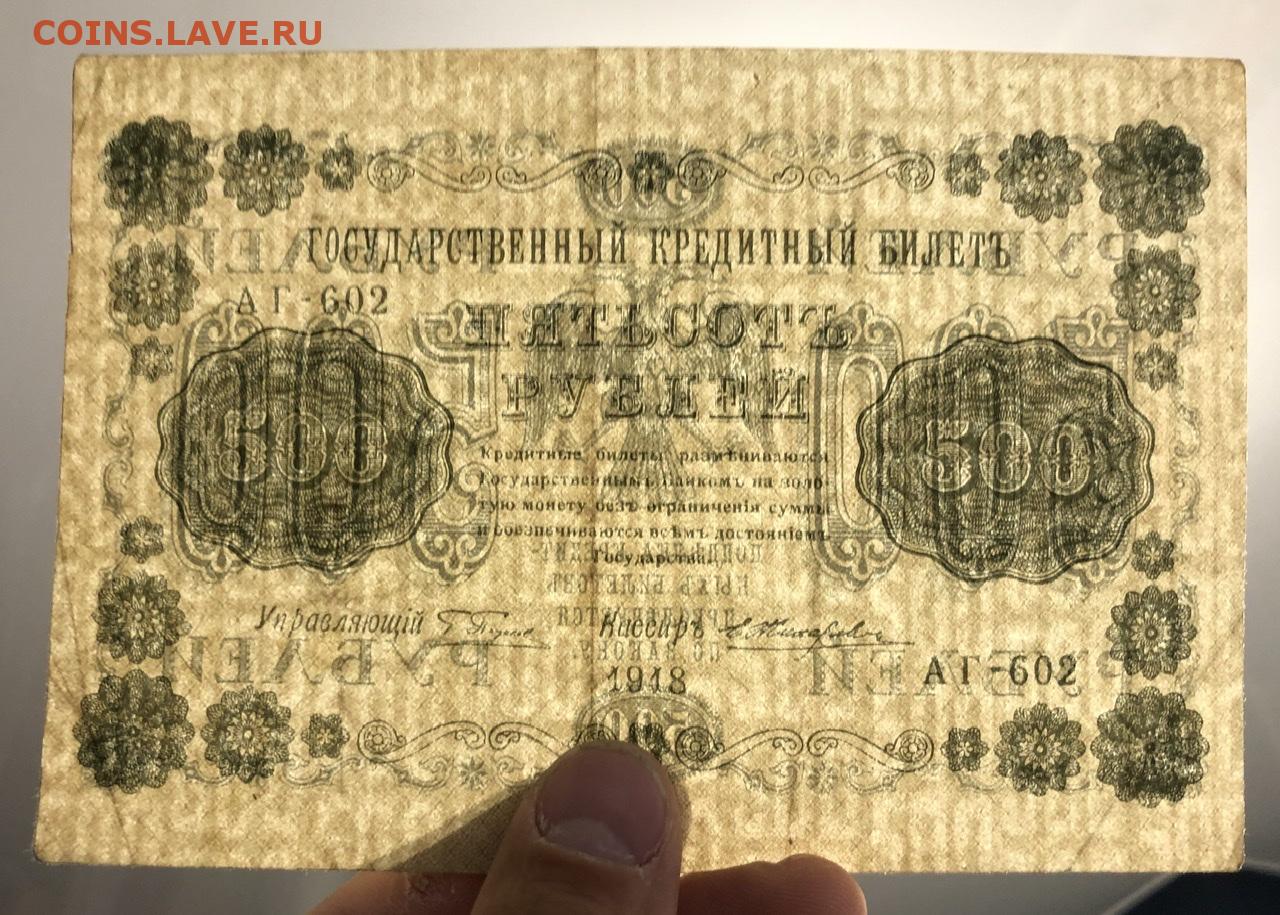 COINS.LAVE.RU
ГОСУДАРСТВЕННЫЙ КРЕДИТНЫЙ БИЛЕТЪ
АГ-602
ПЯТЬСОТЪ
РУБЛЕЙ
500 500
Кредитные билеты размѣниваются
Государственнымъ Банкомъ на золо-
тую монету безъ ограниченія суммы
и обезпечиваются всѣмъ достояніемъ
Государства.
Управляющій Кассиръ
1918
АГ-602